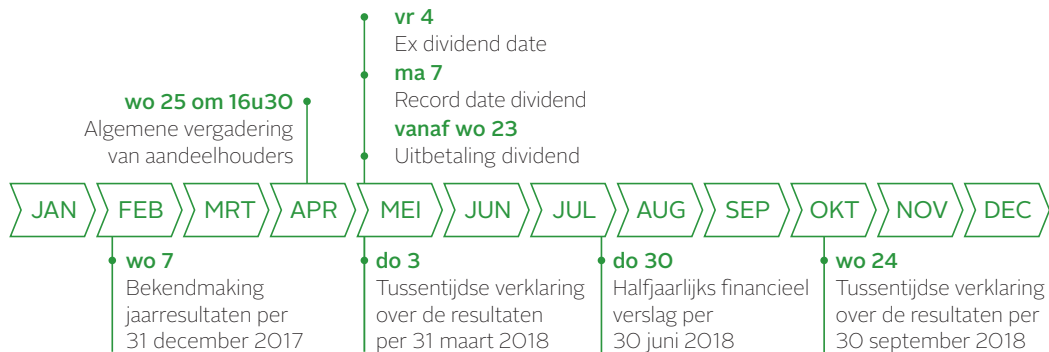 vr 4
Ex dividend date
ma 7
Record date dividend
vanaf wo 23
Uitbetaling dividend
wo 25 om 16u30
Algemene vergadering
van aandeelhouders
JAN FEB MRT APR MEI JUN JUL AUG SEP OKT NOV DEC
wo 7
Bekendmaking
jaarresultaten per
31 december 2017
do 3
Tussentijdse verklaring
over de resultaten
per 31 maart 2018
do 30
Halfjaarlijks financieel
verslag per
30 juni 2018
wo 24
Tussentijdse verklaring
over de resultaten per
30 september 2018